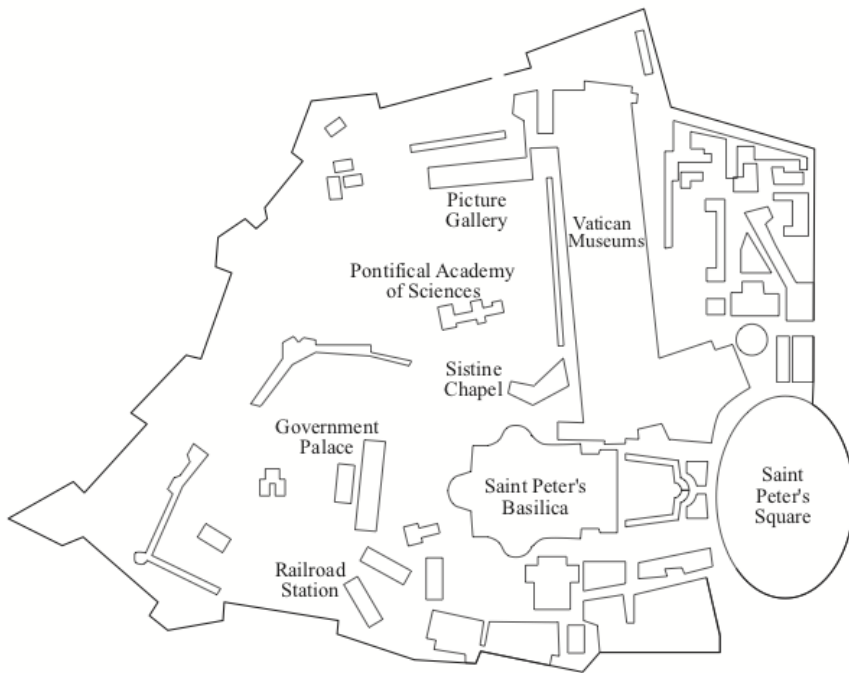 Picture
Gallery
Vatican
Museums
Pontifical Academy
of Sciences
Sistine
Chapel
Government
Palace
Saint Peter's
Basilica
Saint
Peter's
Square
Railroad
Station